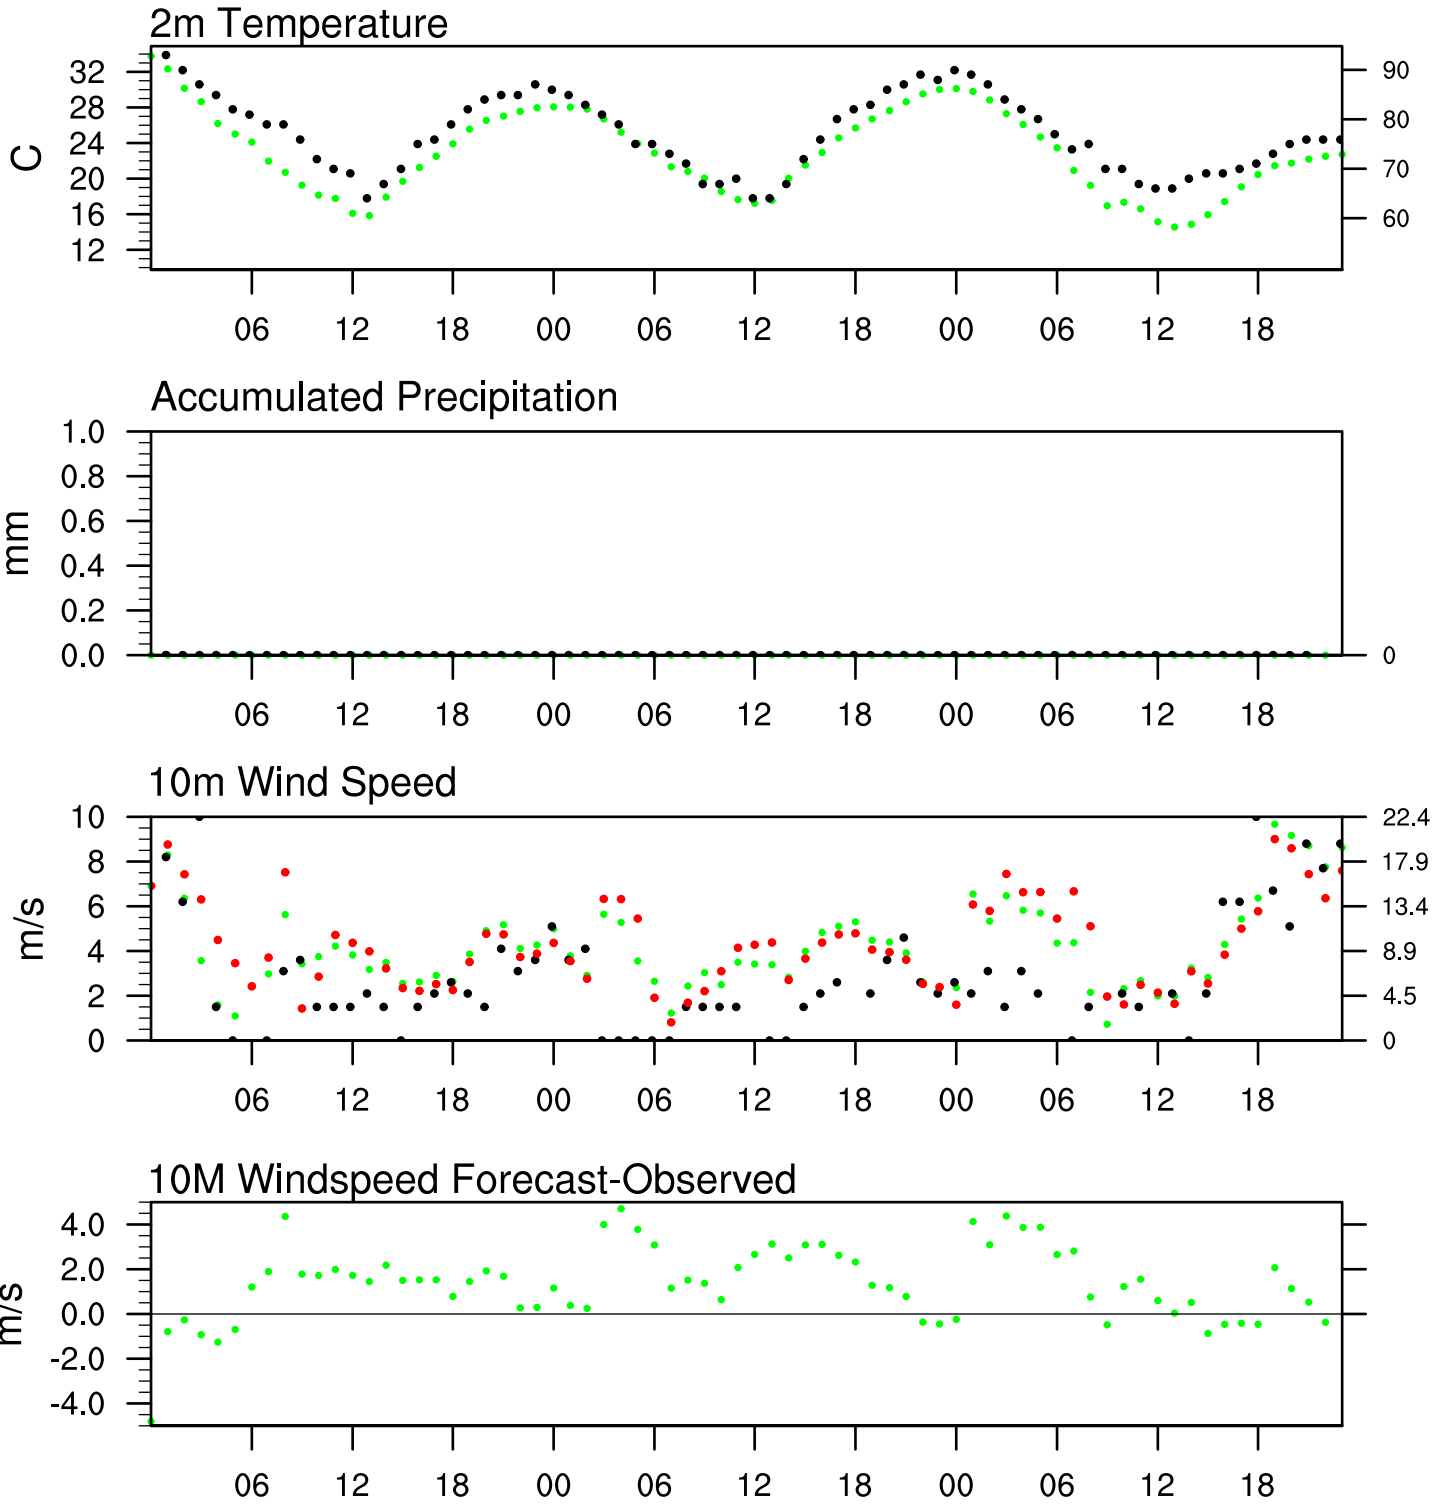 2m Temperature
32
28
24
20
16
12
C
90
80
70
60
06 12 18 00 06 12 18 00 06 12 18
Accumulated Precipitation
1.0
0.8
0.6
0.4
0.2
0.0
mm
0
06 12 18 00 06 12 18 00 06 12 18
10m Wind Speed
10
8
6
4
2
0
m/s
22.4
17.9
13.4
8.9
4.5
0
06 12 18 00 06 12 18 00 06 12 18
10M Windspeed Forecast-Observed
4.0
2.0
0.0
-2.0
-4.0
m/s
06 12 18 00 06 12 18 00 06 12 18